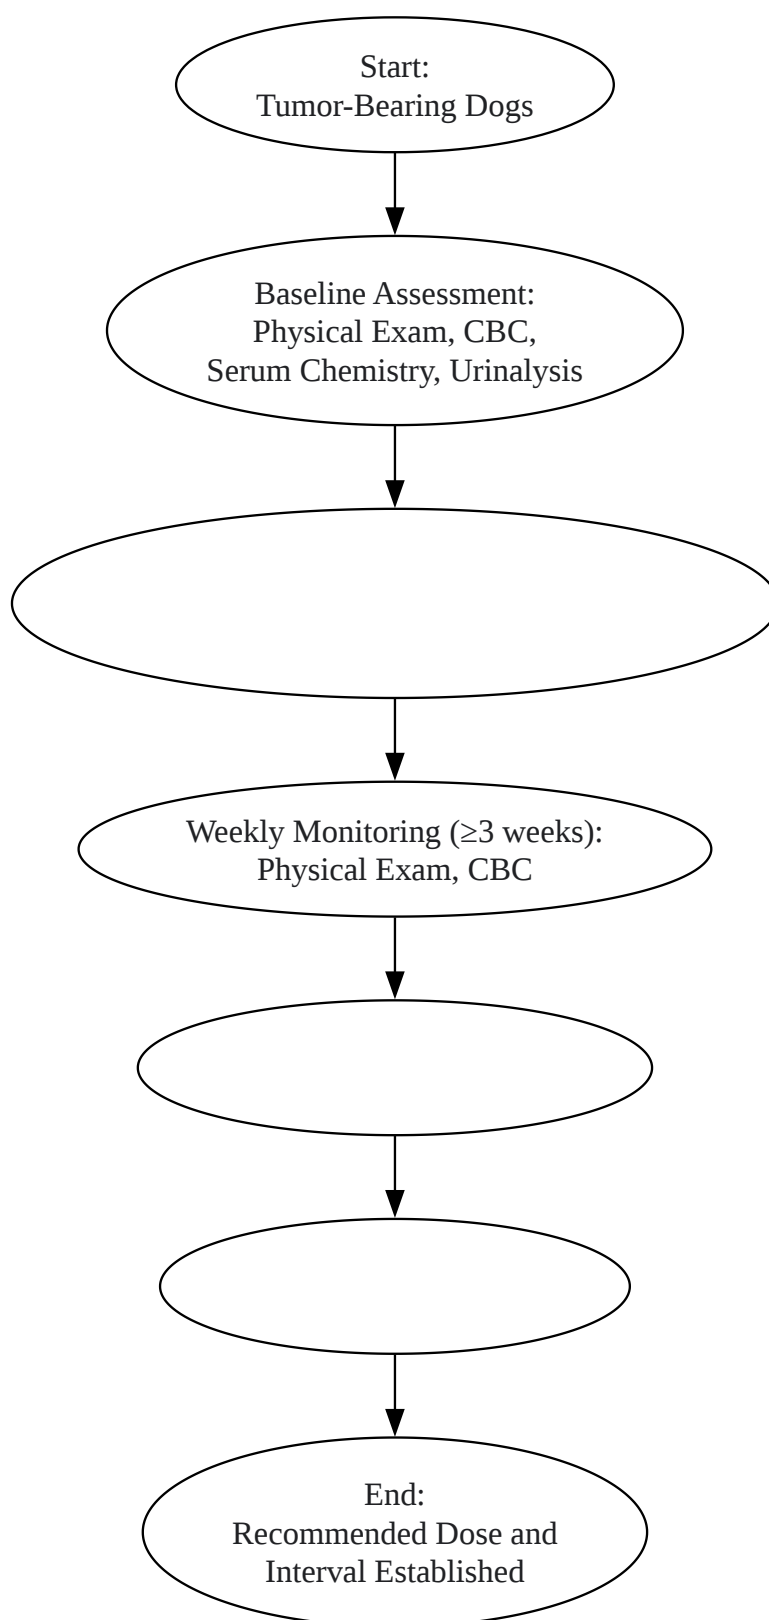 Start:
Tumor-Bearing Dogs
Baseline Assessment:
Physical Exam, CBC,
Serum Chemistry, Urinalysis
Weekly Monitoring (≥3 weeks):
Physical Exam, CBC
End:
Recommended Dose and
Interval Established